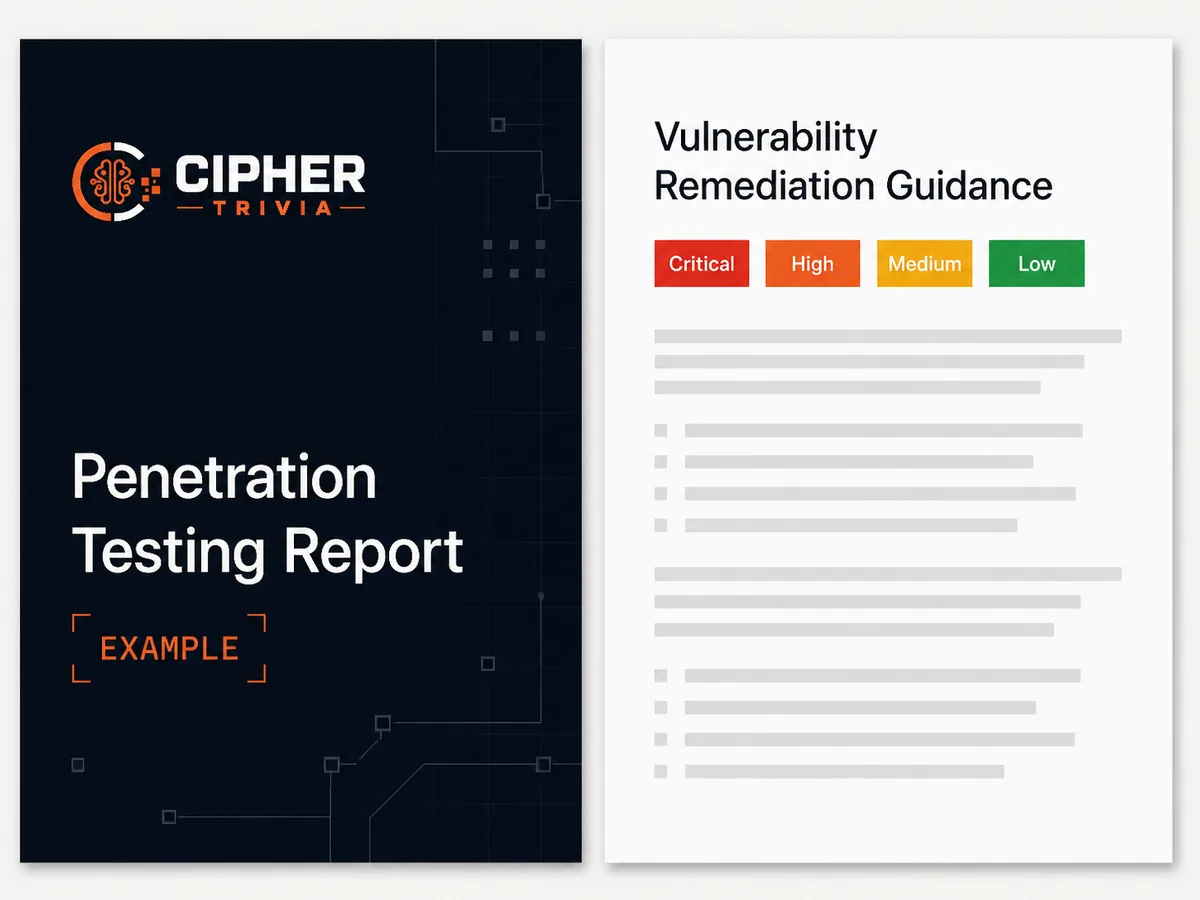 CIPHER
TRIVIA
Penetration
Testing Report
EXAMPLE
Vulnerability
Remediation Guidance
Critical
High
Medium
Low